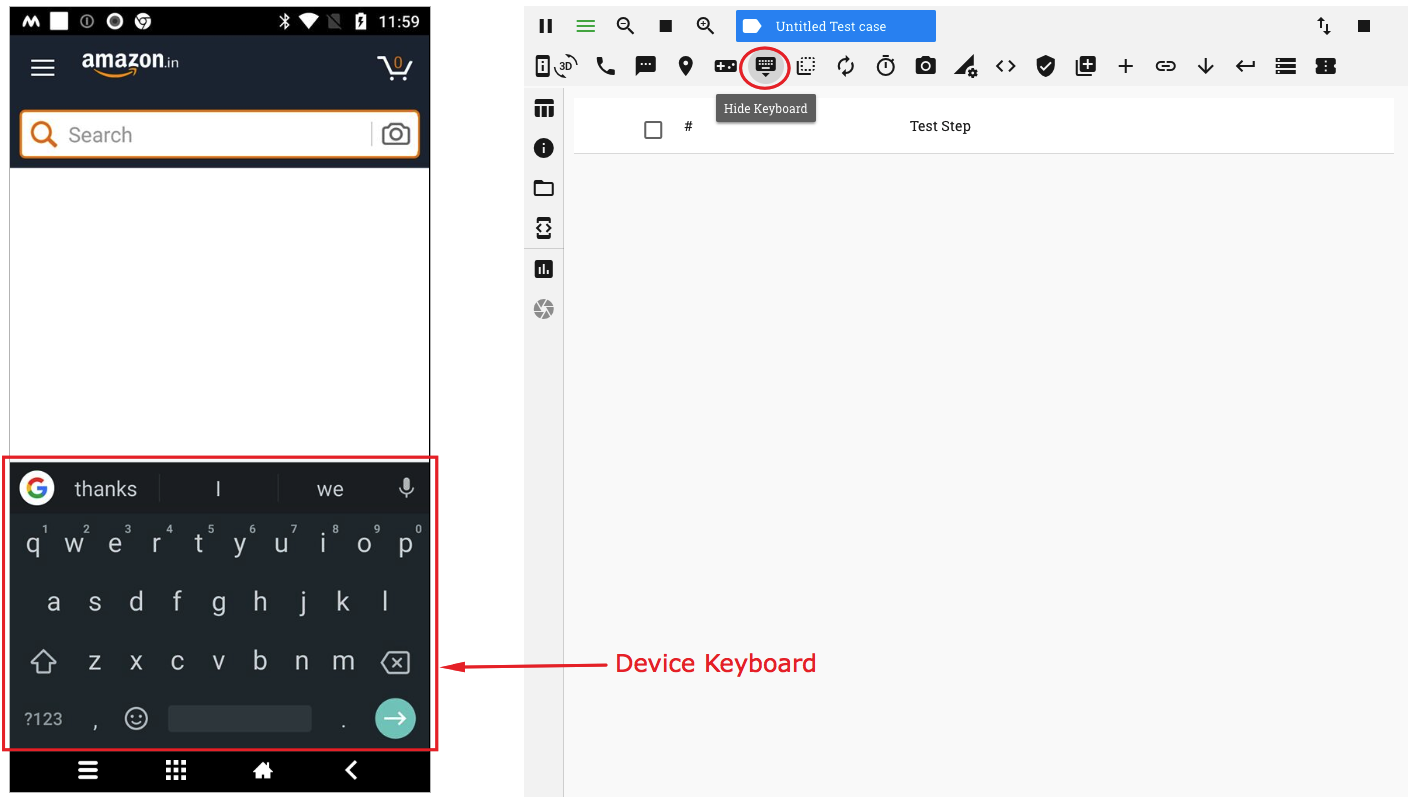 11:59
amazon.in
0
Search
thanks I we
1 2 3 4 5 6 7 8 9 0
q w e r t y u i o p
a s d f g h j k l
z x c v b n m
?123 , .
Untitled Test case
3D
Hide Keyboard
# Test Step
Device Keyboard